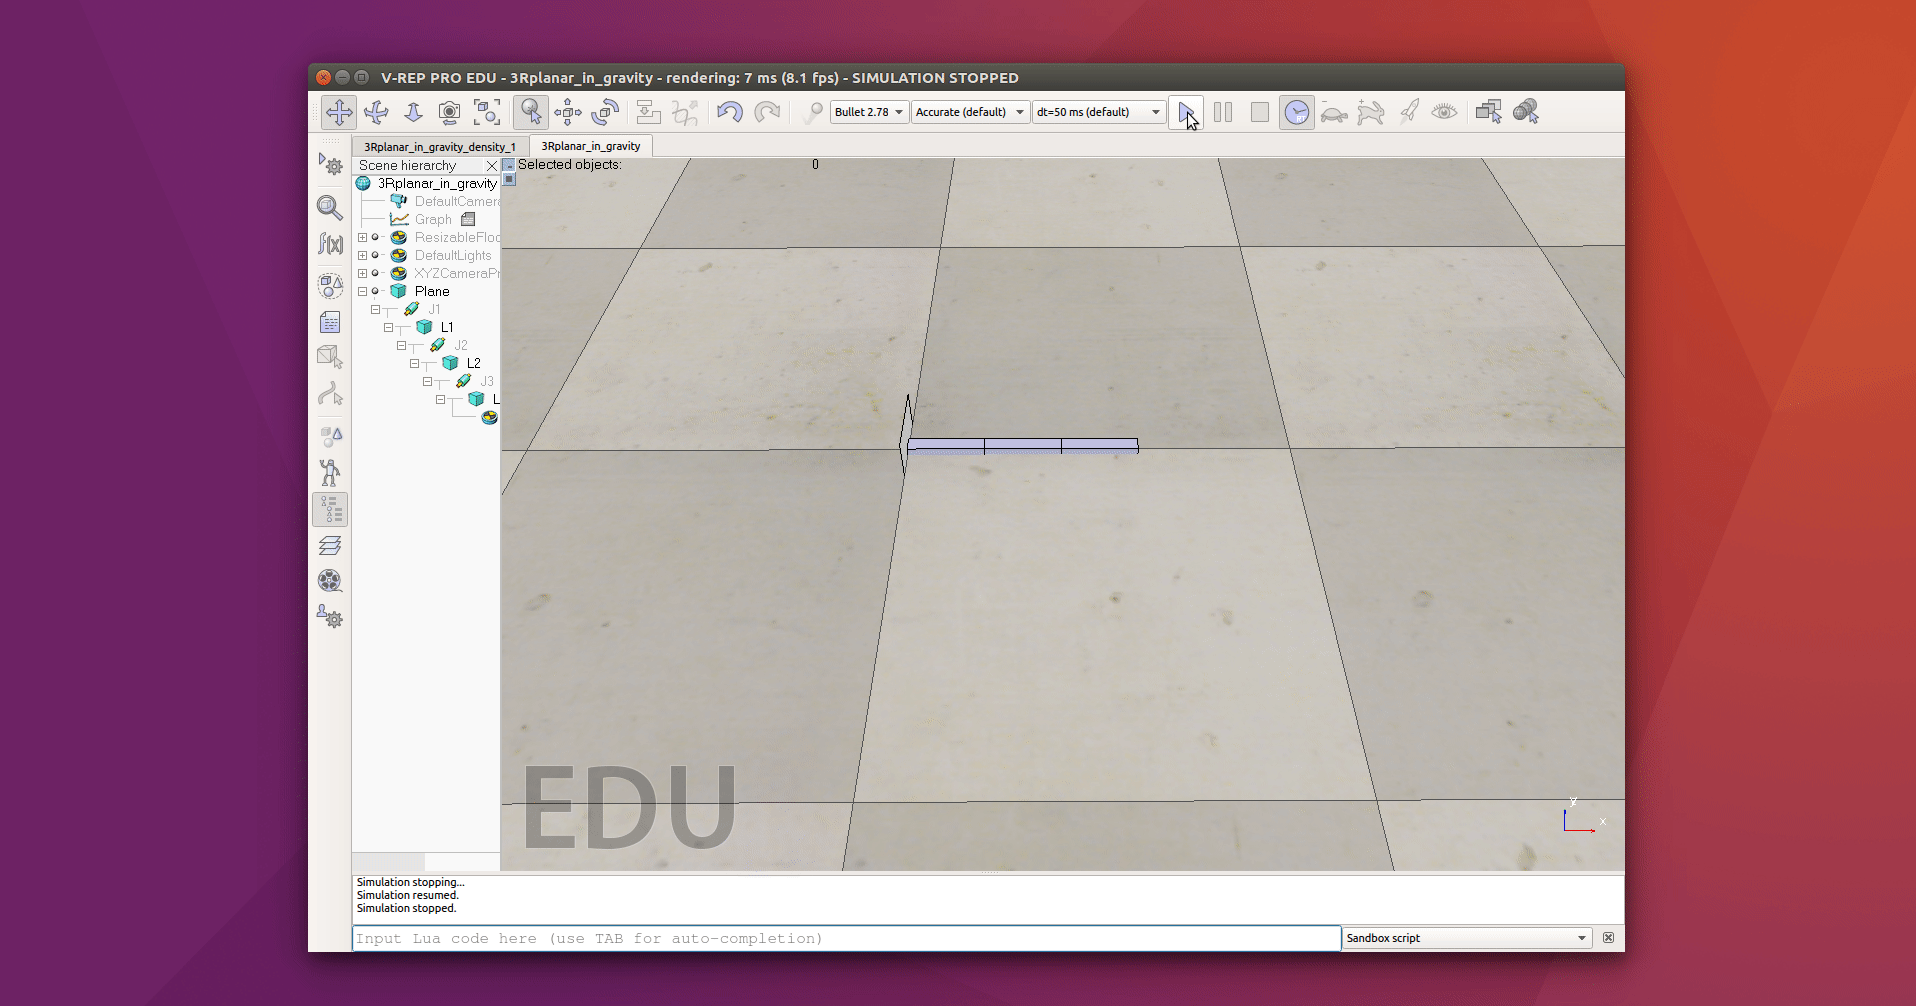 V-REP PRO EDU - 3Rplanar_in_gravity - rendering: 7 ms (8.1 fps) - SIMULATION STOPPED
Bullet 2.78 Accurate (default) dt=50 ms (default)
3Rplanar_in_gravity_density_1 3Rplanar_in_gravity
Scene hierarchy
Selected objects: 0
3Rplanar_in_gravity
DefaultCamera
Graph
ResizableFloo
DefaultLights
XYZCameraPr
Plane
J1
L1
J2
L2
J3
L
f(x)
EDU
x
Simulation stopping...
Simulation resumed.
Simulation stopped.
Input Lua code here (use TAB for auto-completion)
Sandbox script